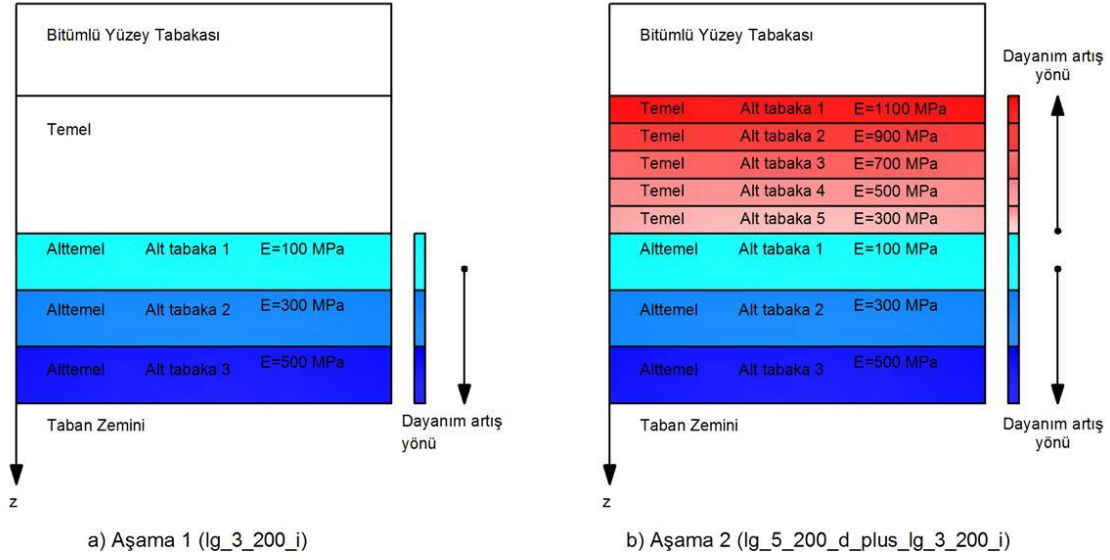 Bitümlü Yüzey Tabakası
Temel
Alttemel Alt tabaka 1 E=100 MPa
Alttemel Alt tabaka 2 E=300 MPa
Alttemel Alt tabaka 3 E=500 MPa
Taban Zemini
Dayanım artış
yönü
z
a) Aşama 1 (lg_3_200_i)
Bitümlü Yüzey Tabakası
Dayanım artış
yönü
Temel Alt tabaka 1 E=1100 MPa
Temel Alt tabaka 2 E=900 MPa
Temel Alt tabaka 3 E=700 MPa
Temel Alt tabaka 4 E=500 MPa
Temel Alt tabaka 5 E=300 MPa
Alttemel Alt tabaka 1 E=100 MPa
Alttemel Alt tabaka 2 E=300 MPa
Alttemel Alt tabaka 3 E=500 MPa
Taban Zemini
Dayanım artış
yönü
z
b) Aşama 2 (lg_5_200_d_plus_lg_3_200_i)